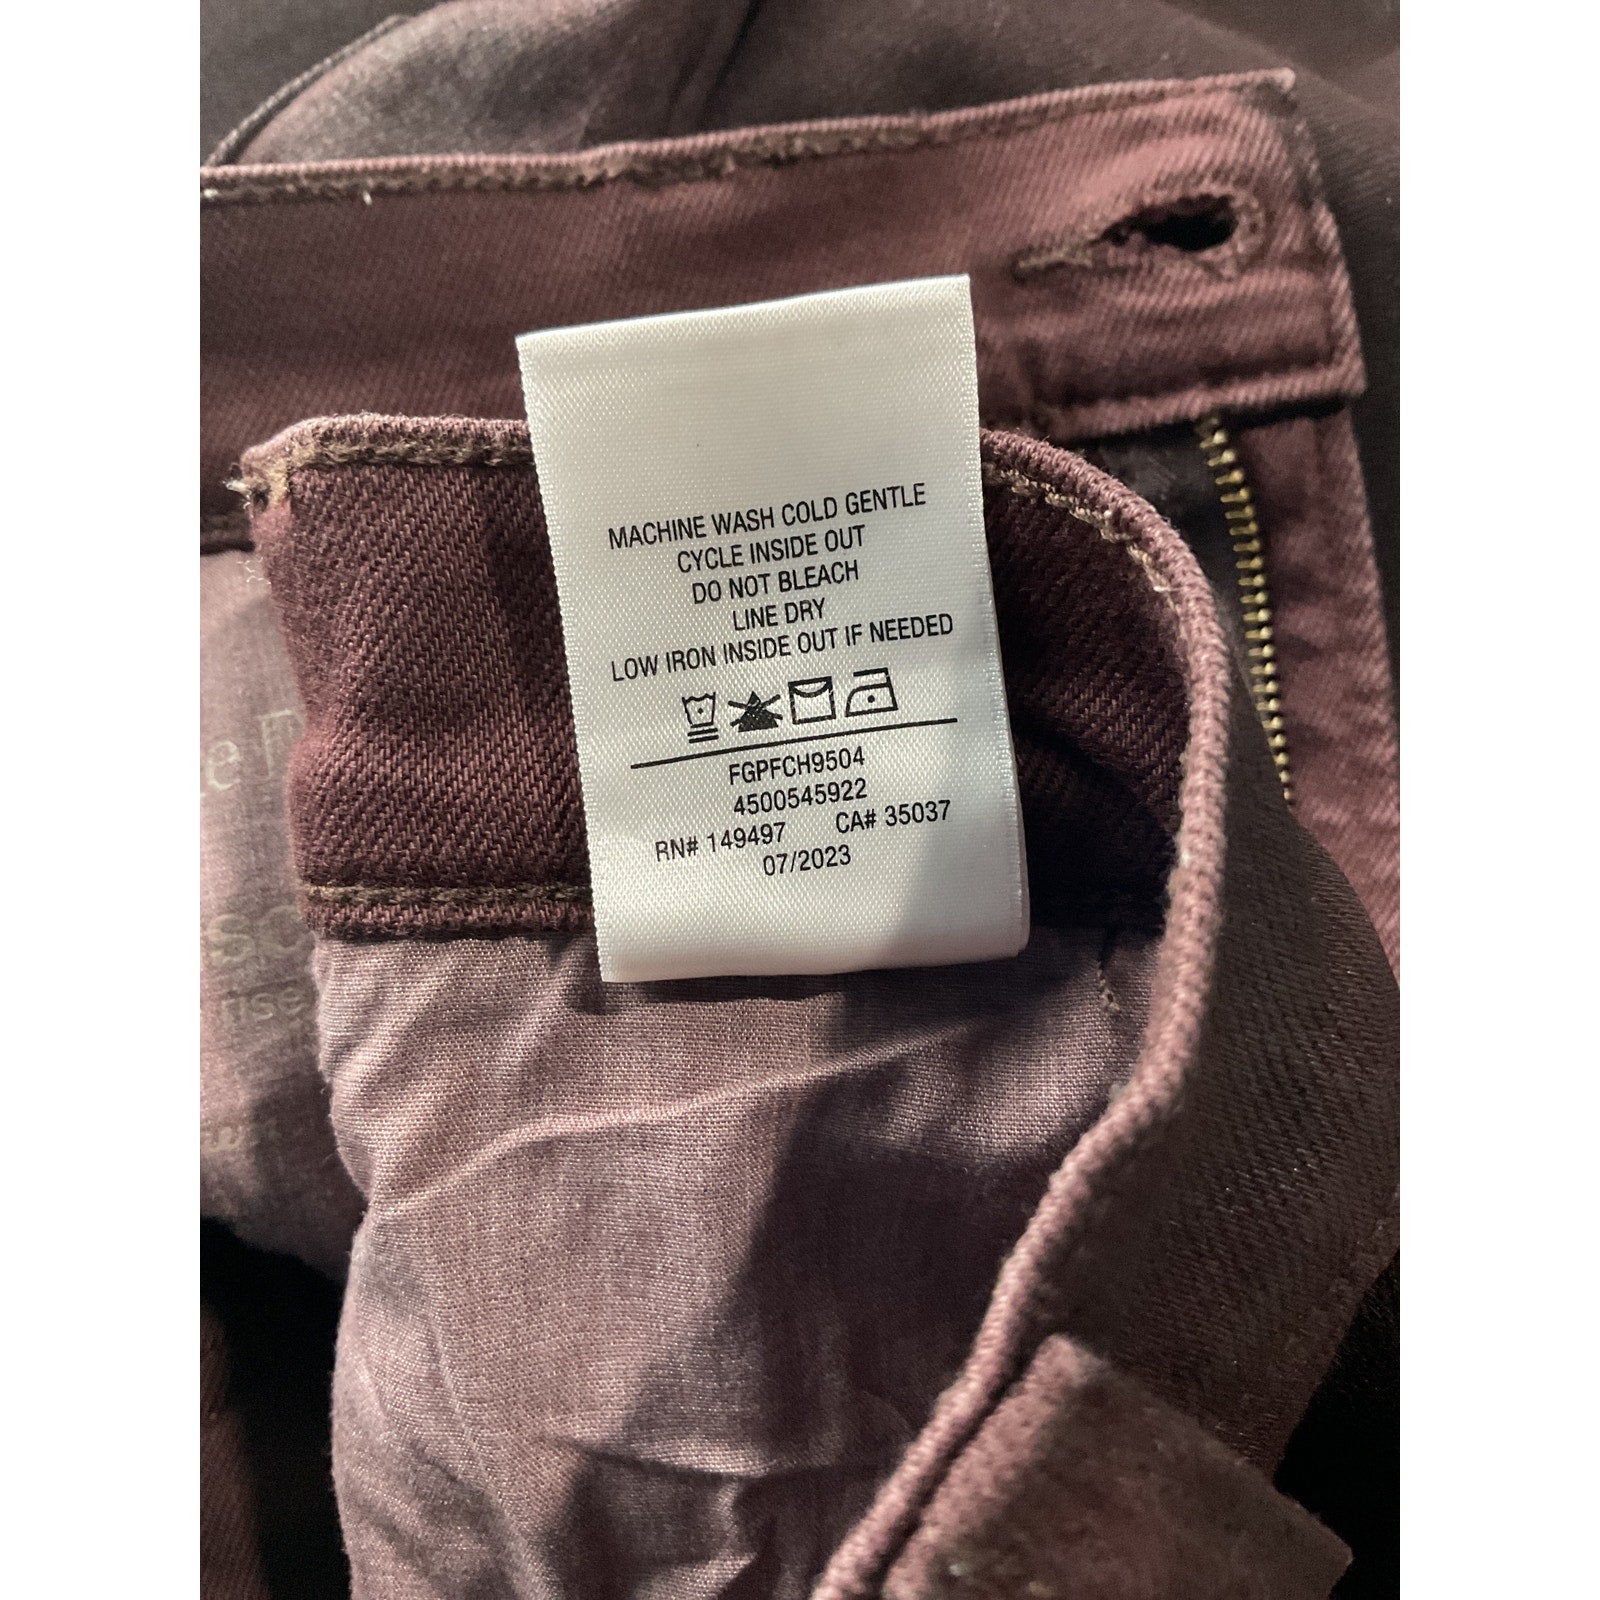 MACHINE WASH COLD GENTLE
CYCLE INSIDE OUT
DO NOT BLEACH
LINE DRY
LOW IRON INSIDE OUT IF NEEDED
FGPFCH9504
4500545922
RN# 149497 CA# 35037
07/2023